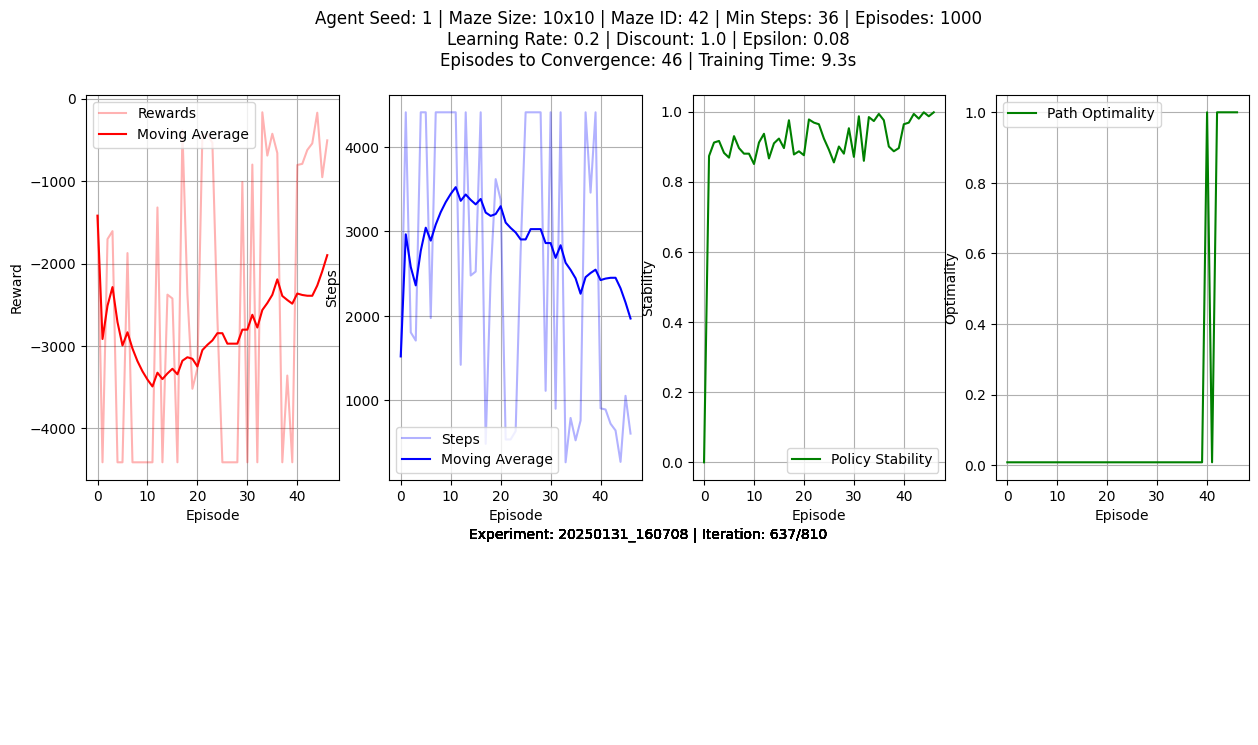 Agent Seed: 1 | Maze Size: 10x10 | Maze ID: 42 | Min Steps: 36 | Episodes: 1000
Learning Rate: 0.2 | Discount: 1.0 | Epsilon: 0.08
Episodes to Convergence: 46 | Training Time: 9.3s
Reward
0
−1000
−2000
−3000
−4000
Rewards
Moving Average
0 10 20 30 40
Episode
Steps
4000
3000
2000
1000
Steps
Moving Average
0 10 20 30 40
Episode
Stability
1.0
0.8
0.6
0.4
0.2
0.0
Policy Stability
0 10 20 30 40
Episode
Optimality
1.0
0.8
0.6
0.4
0.2
0.0
Path Optimality
0 10 20 30 40
Episode
Experiment: 20250131_160708 | Iteration: 637/810